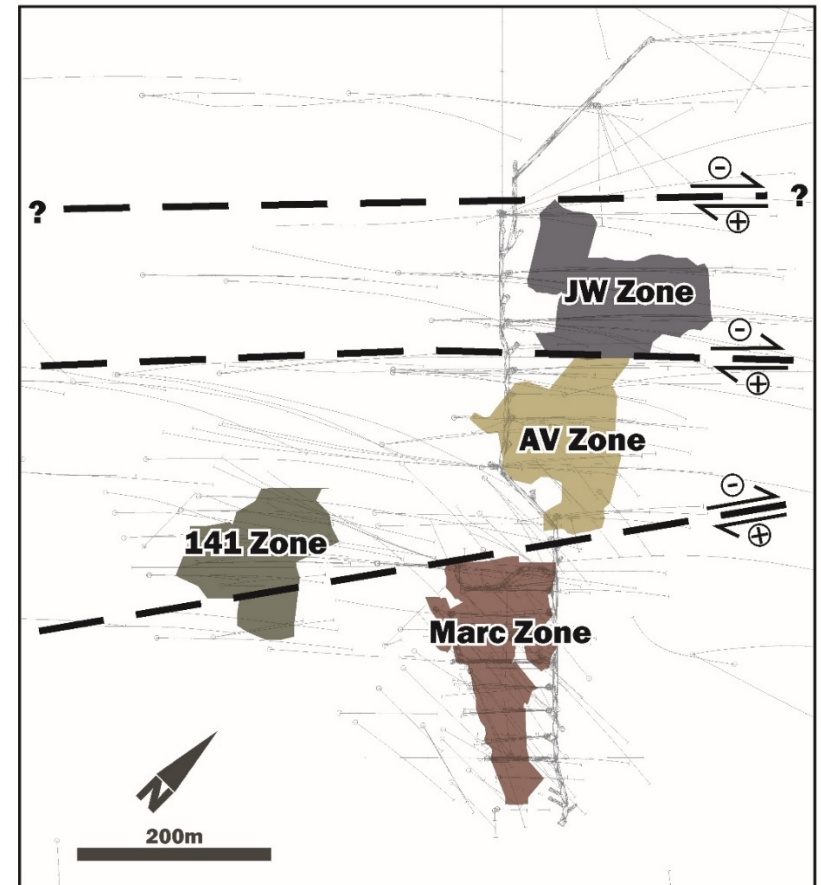 ? ?
- +
JW Zone
- +
AV Zone
- +
141 Zone
Marc Zone
N
200m